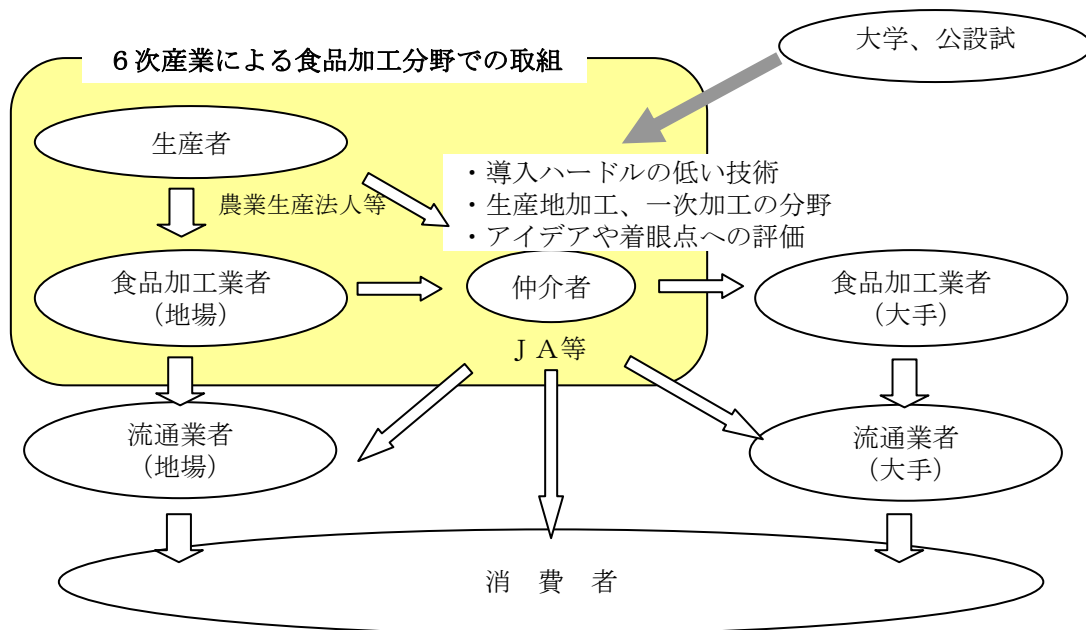 大学、公設試
６次産業による食品加工分野での取組
生産者
・導入ハードルの低い技術
・生産地加工、一次加工の分野
・アイデアや着眼点への評価
農業生産法人等
食品加工業者
（地場）
仲介者
食品加工業者
（大手）
ＪＡ等
流通業者
（地場）
流通業者
（大手）
消　費　者